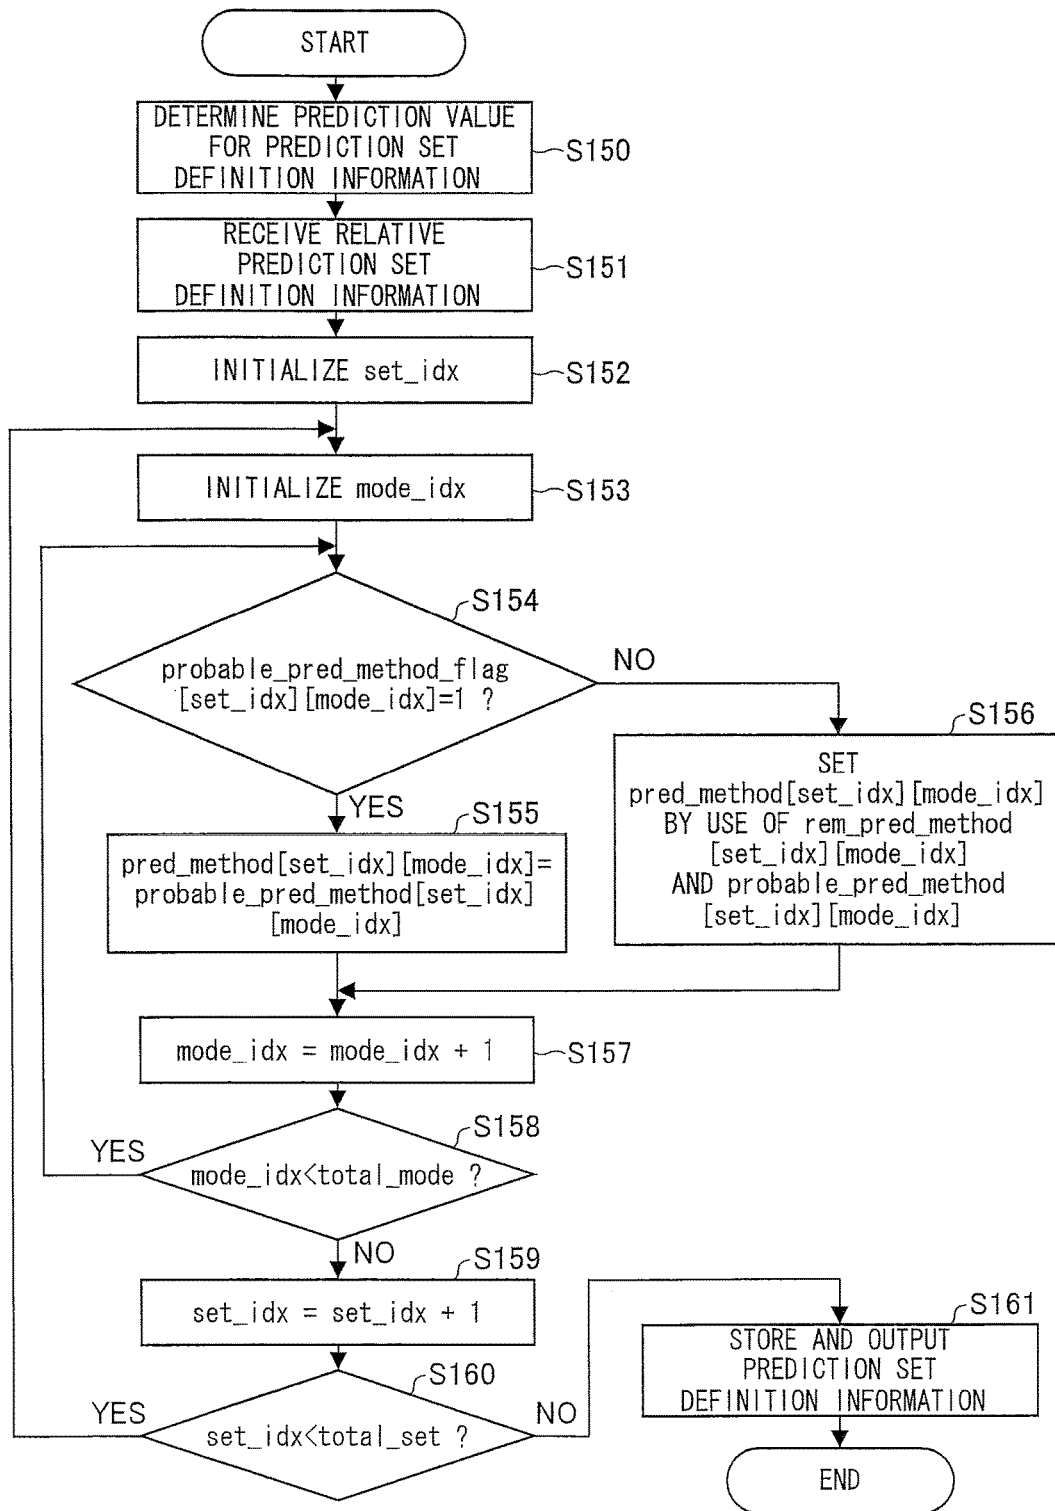 START
DETERMINE PREDICTION VALUE
FOR PREDICTION SET
DEFINITION INFORMATION
S150
RECEIVE RELATIVE
PREDICTION SET
DEFINITION INFORMATION
S151
INITIALIZE set_idx
S152
INITIALIZE mode_idx
S153
S154
probable_pred_method_flag
[set_idx][mode_idx]=1 ?
NO
YES
S156
SET
pred_method[set_idx][mode_idx]
BY USE OF rem_pred_method
[set_idx][mode_idx]
AND probable_pred_method
[set_idx][mode_idx]
S155
pred_method[set_idx][mode_idx]=
probable_pred_method[set_idx]
[mode_idx]
mode_idx = mode_idx + 1
S157
S158
YES
mode_idx<total_mode ?
NO
S159
set_idx = set_idx + 1
S160
YES
set_idx<total_set ?
NO
S161
STORE AND OUTPUT
PREDICTION SET
DEFINITION INFORMATION
END